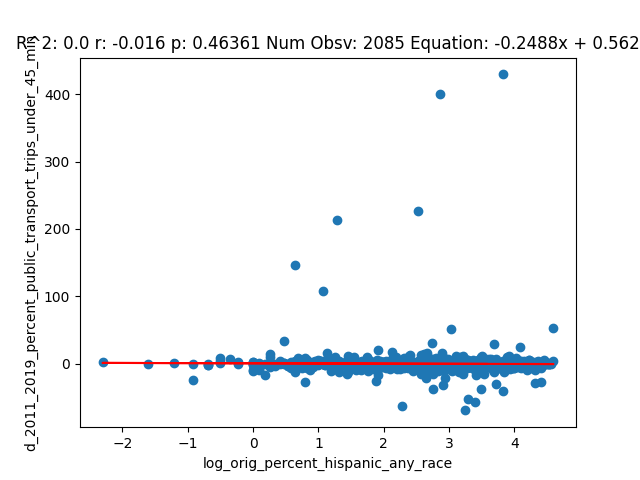 R^2: 0.0 r: -0.016 p: 0.46361 Num Obsv: 2085 Equation: -0.2488x + 0.562
d_2011_2019_percent_public_transport_trips_under_45_min
400
300
200
100
0
−2 −1 0 1 2 3 4
log_orig_percent_hispanic_any_race